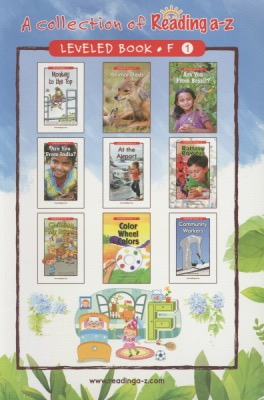 A collection of Reading a-z
LEVELED BOOK • F 1
Monkey to the Top
Are You
From Brazil?
Are You
From India?
At the
Airport
Color
Wheel
Colors
Community
Workers
www.readinga-z.com